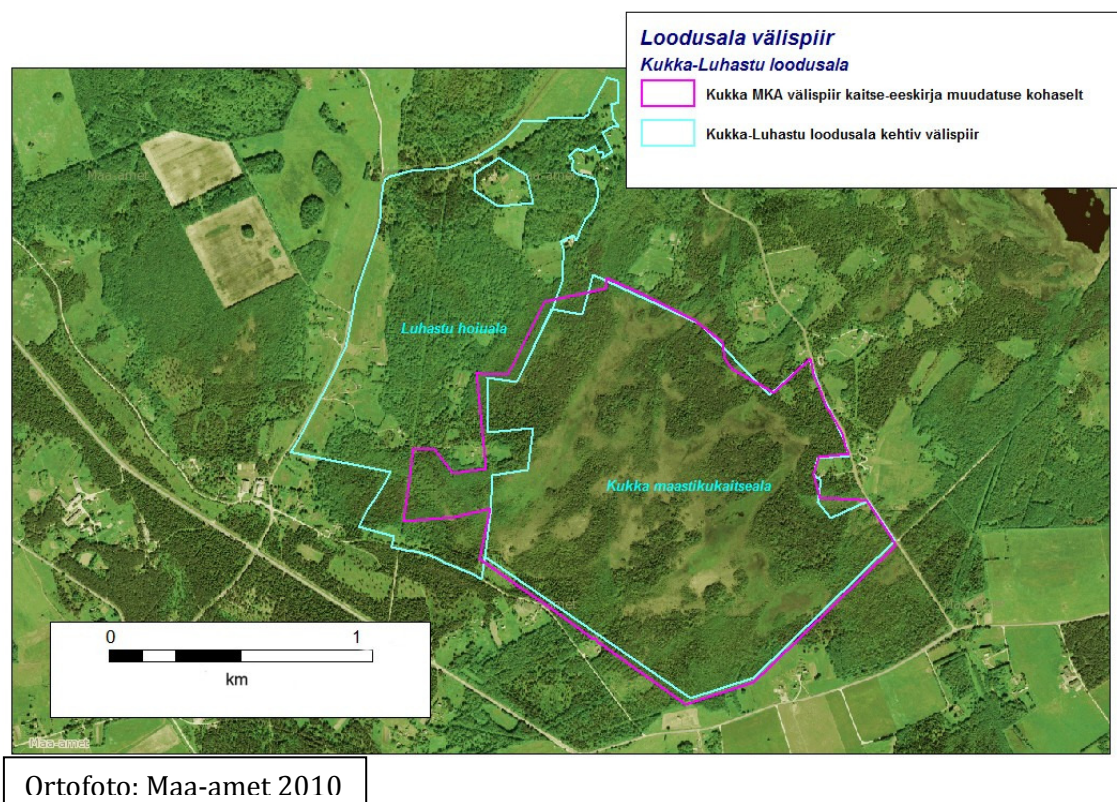 Loodusala välispiir
Kukka-Luhastu loodusala
Kukka MKA välispiir kaitse-eeskirja muudatuse kohaselt
Kukka-Luhastu loodusala kehtiv välispiir
Maa-amet
Maa-amet
Luhastu hoiuala
Kukka maastikukaitseala
0 1
km
Maa-amet
Ortofoto: Maa-amet 2010